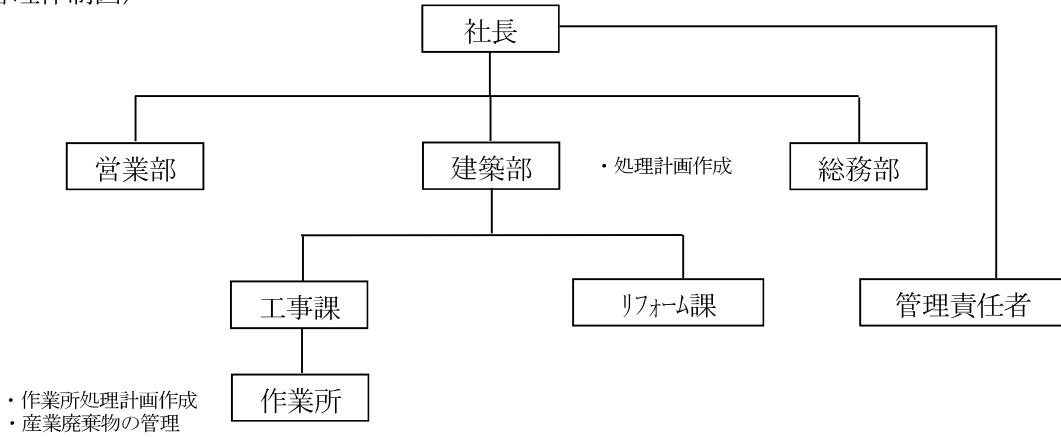 社長
営業部
建築部
・処理計画作成
総務部
工事課
リフォーム課
管理責任者
作業所
・作業所処理計画作成
・産業廃棄物の管理